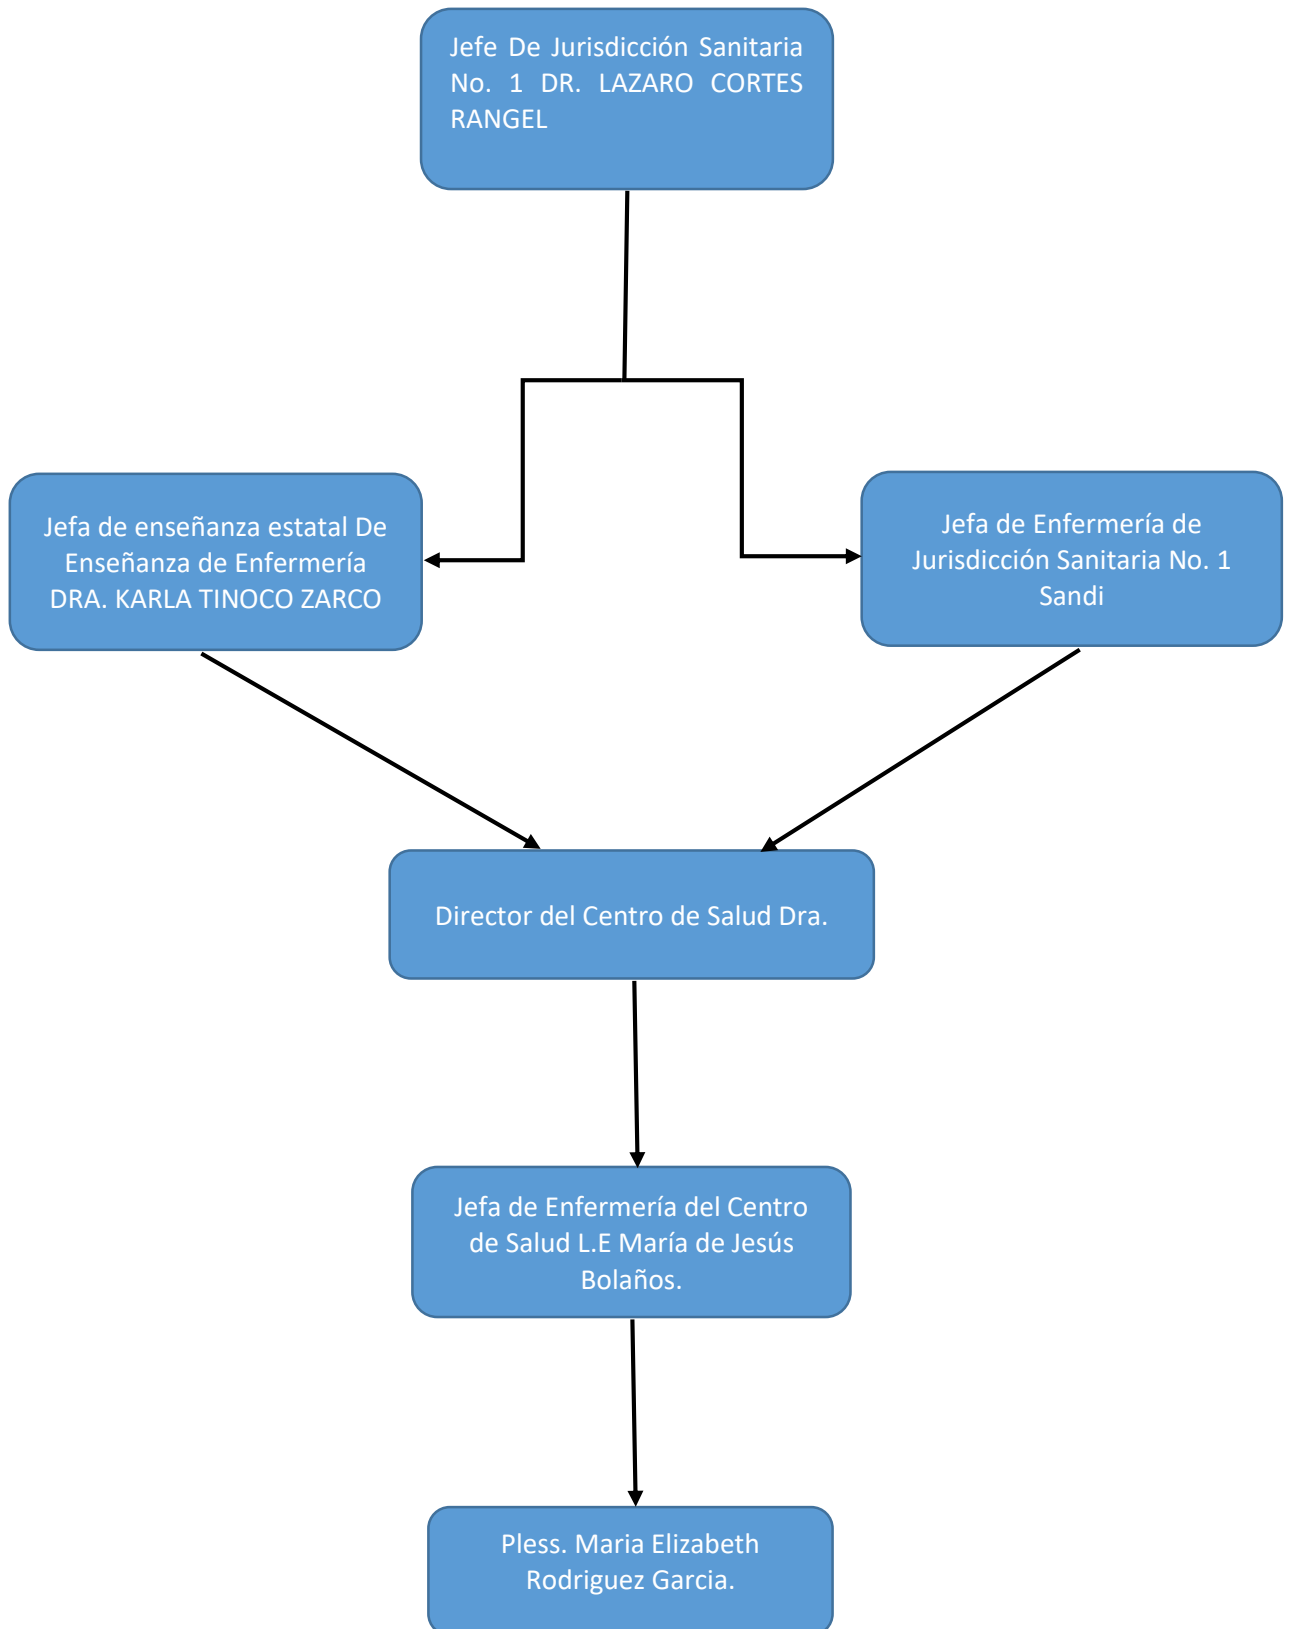 Jefe De Jurisdicción Sanitaria
No. 1 DR. LAZARO CORTES
RANGEL
Jefa de enseñanza estatal De
Enseñanza de Enfermería
DRA. KARLA TINOCO ZARCO
Jefa de Enfermería de
Jurisdicción Sanitaria No. 1
Sandi
Director del Centro de Salud Dra.
Jefa de Enfermería del Centro
de Salud L.E María de Jesús
Bolaños.
Pless. Maria Elizabeth
Rodriguez Garcia.